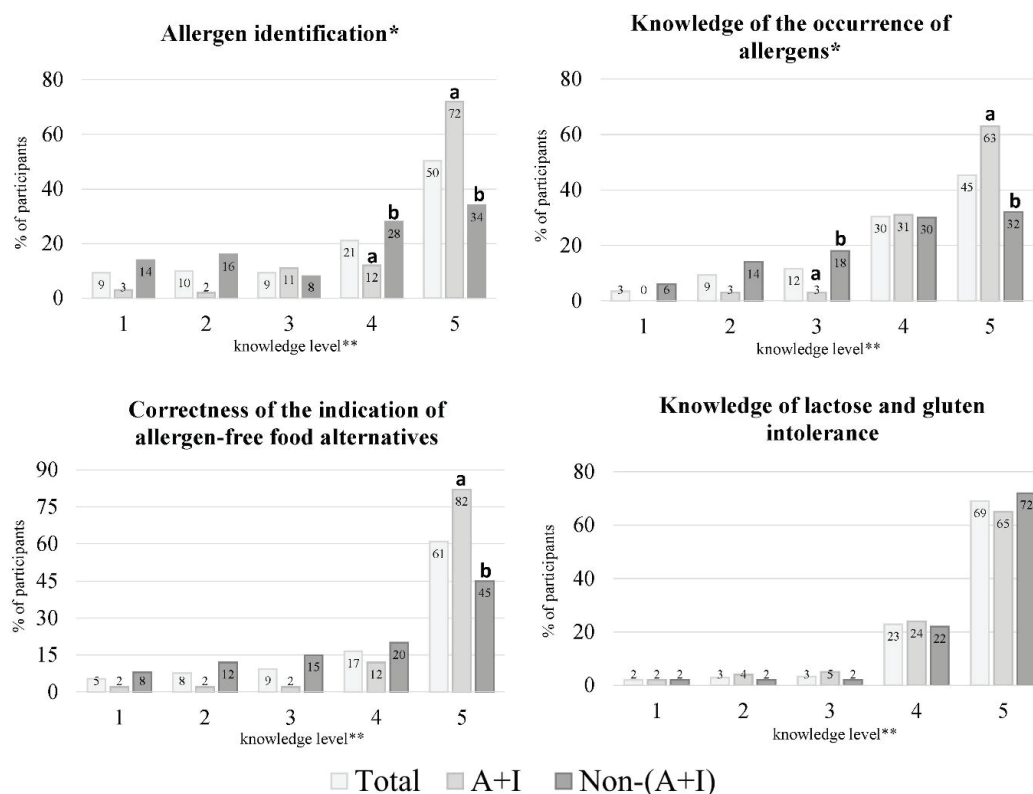 Allergen identification*
% of participants
80
60
40
20
0
9 3 14
10 2 16
9 11 8
21 12 a 28 b
50 72 a 34 b
1 2 3 4 5
knowledge level**
Knowledge of the occurrence of
allergens*
% of participants
80
60
40
20
0
3 0 6
9 3 14
12 3 a 18 b
30 31 30
45 63 a 32 b
1 2 3 4 5
knowledge level**
Correctness of the indication of
allergen-free food alternatives
% of participants
90
75
60
45
30
15
0
5 2 8
8 2 12
9 2 15
17 12 20
61 82 a 45 b
1 2 3 4 5
knowledge level**
Knowledge of lactose and gluten
intolerance
% of participants
80
60
40
20
0
2 2 2
3 4 2
3 5 2
23 24 22
69 65 72
1 2 3 4 5
knowledge level**
Total A+I Non-(A+I)